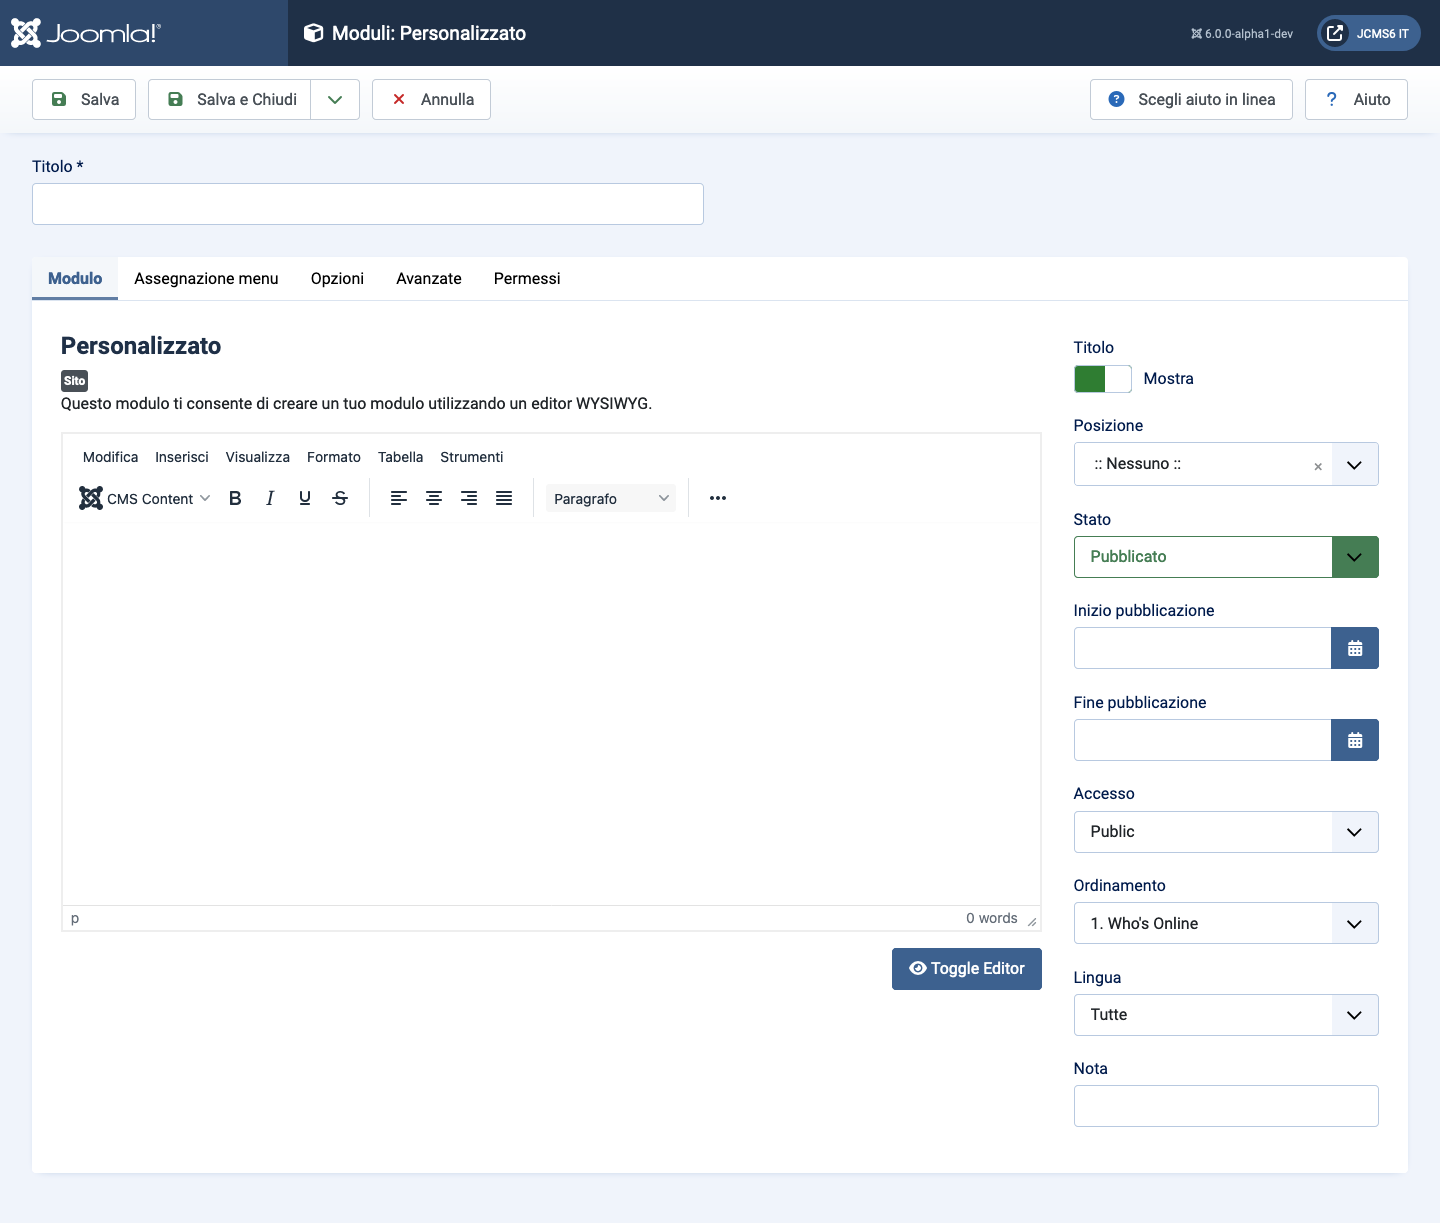 Joomla!®
Moduli: Personalizzato
6.0.0-alpha1-dev
JCMS6 IT
Salva
Salva e Chiudi
Annulla
Scegli aiuto in linea
? Aiuto
Titolo *
Modulo
Assegnazione menu
Opzioni
Avanzate
Permessi
Personalizzato
Sito
Questo modulo ti consente di creare un tuo modulo utilizzando un editor WYSIWYG.
Modifica
Inserisci
Visualizza
Formato
Tabella
Strumenti
CMS Content
B I U S
Paragrafo
p
0 words
Toggle Editor
Titolo
Mostra
Posizione
:: Nessuno ::
Stato
Pubblicato
Inizio pubblicazione
Fine pubblicazione
Accesso
Public
Ordinamento
1. Who's Online
Lingua
Tutte
Nota